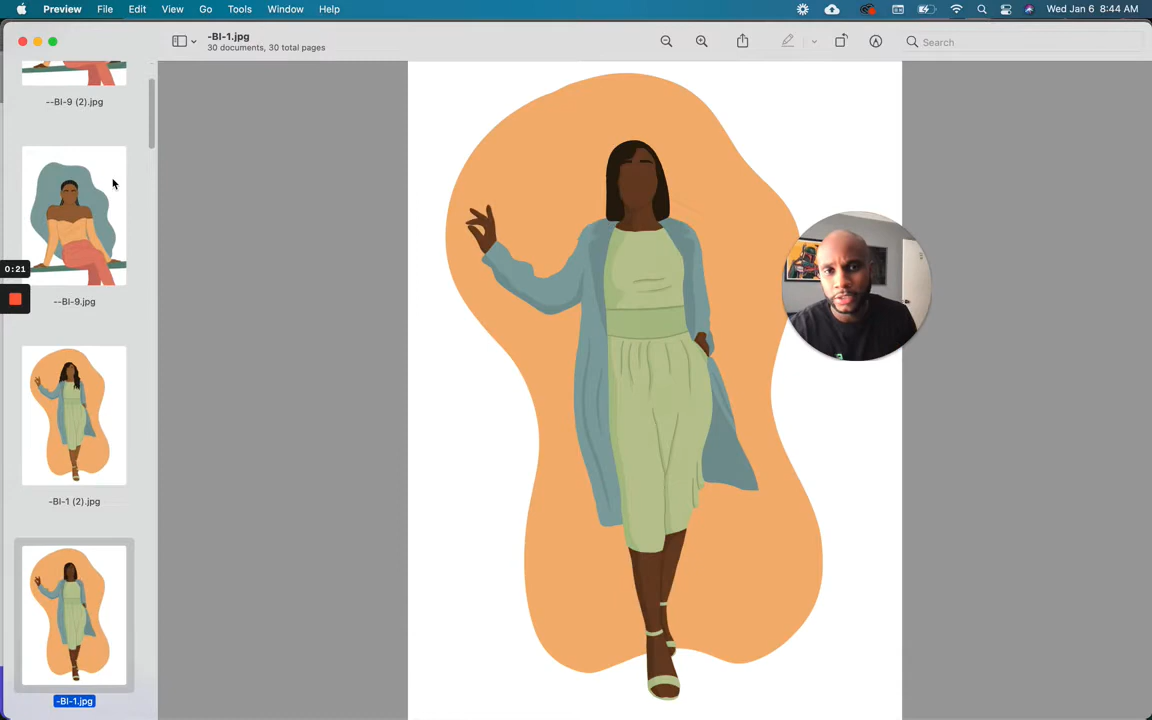 Preview File Edit View Go Tools Window Help
Wed Jan 6 8:44 AM
-BI-1.jpg
30 documents, 30 total pages
Search
--BI-9 (2).jpg
--BI-9.jpg
0:21
-BI-1 (2).jpg
-BI-1.jpg